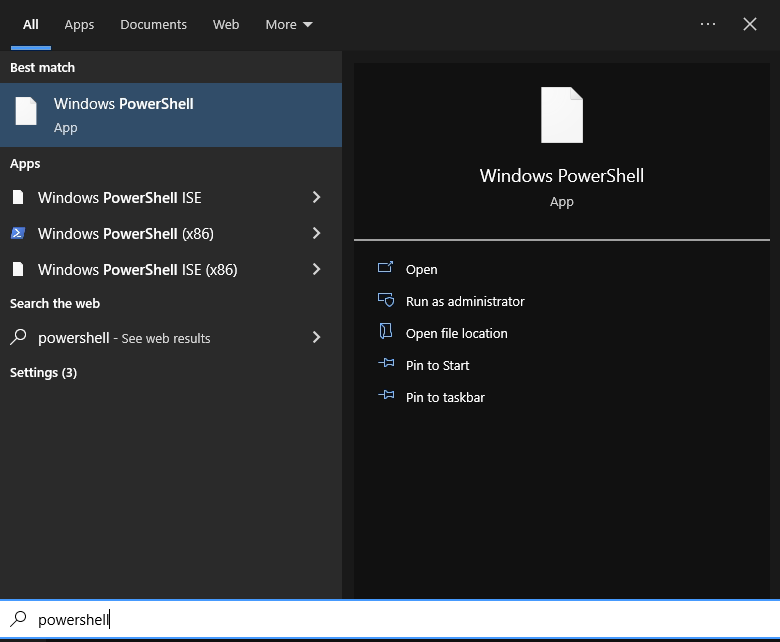 All Apps Documents Web More
Best match
Windows PowerShell
App
Apps
Windows PowerShell ISE
Windows PowerShell (x86)
Windows PowerShell ISE (x86)
Search the web
powershell - See web results
Settings (3)
Windows PowerShell
App
Open
Run as administrator
Open file location
Pin to Start
Pin to taskbar
powershell